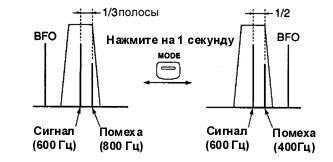 1/3 полосы
1/2
BFO
Нажмите на 1 секунду
BFO
MODE
Сигнал
(600 Гц)
Помеха
(800 Гц)
Сигнал
(600 Гц)
Помеха
(400Гц)